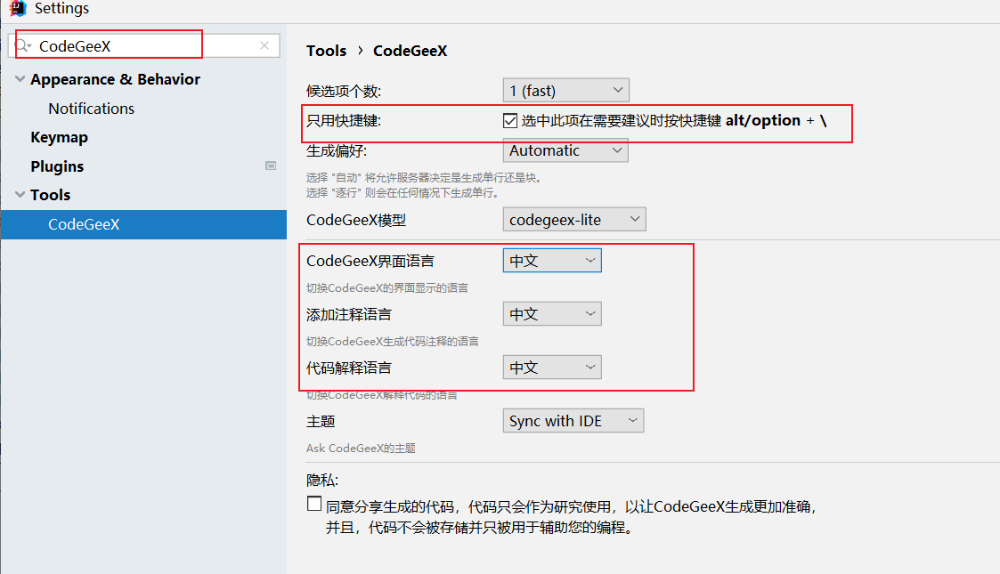 Settings
CodeGeeX
Appearance & Behavior
Notifications
Keymap
Plugins
Tools
CodeGeeX
Tools › CodeGeeX
候选项个数: 1 (fast)
只用快捷键: 选中此项在需要建议时按快捷键 alt/option + \
生成偏好: Automatic
选择 "自动" 将允许服务器决定是生成单行还是块。
选择 "逐行" 则会在任何情况下生成单行。
CodeGeeX模型 codegeex-lite
CodeGeeX界面语言 中文
切换CodeGeeX的界面显示的语言
添加注释语言 中文
切换CodeGeeX生成代码注释的语言
代码解释语言 中文
切换CodeGeeX解释代码的语言
主题 Sync with IDE
Ask CodeGeeX的主题
隐私:
同意分享生成的代码，代码只会作为研究使用，以让CodeGeeX生成更加准确，
并且，代码不会被存储并只被用于辅助您的编程。